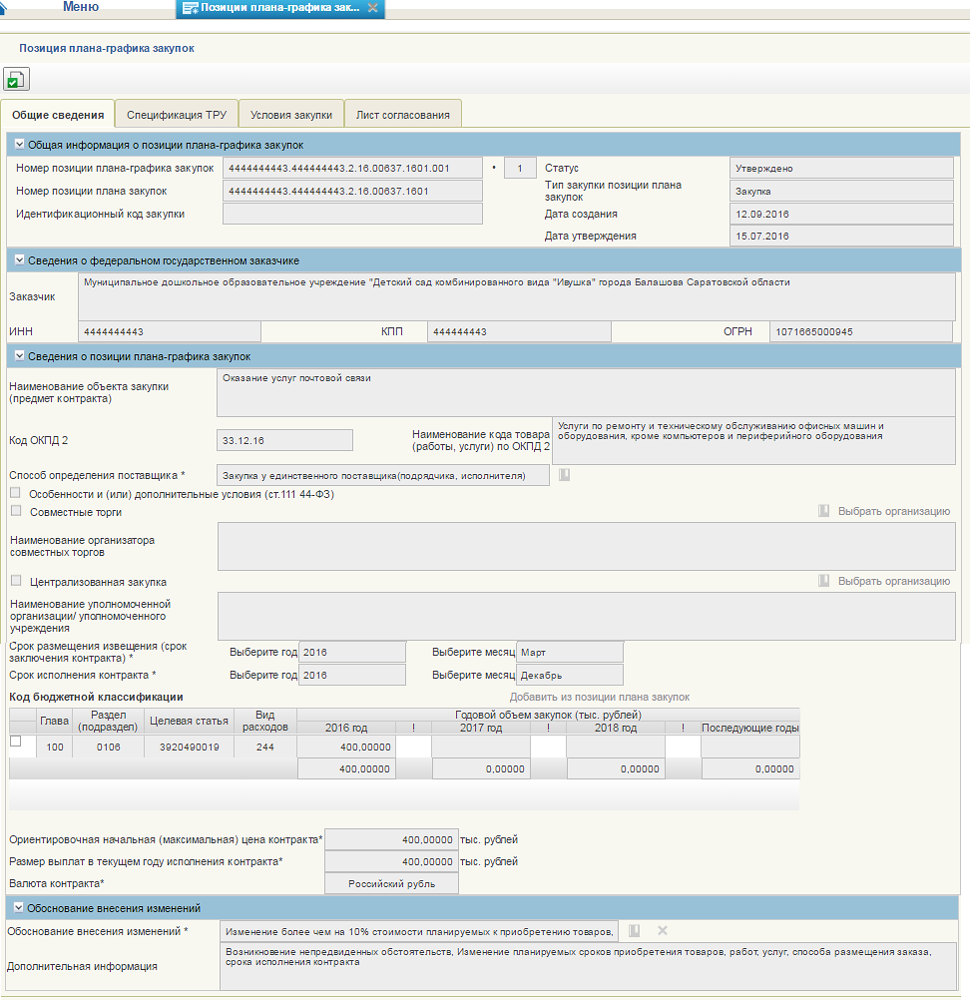 Меню
Позиции плана-графика зак...
Позиция плана-графика закупок
Общие сведения
Спецификация ТРУ
Условия закупки
Лист согласования
Общая информация о позиции плана-графика закупок
Номер позиции плана-графика закупок 4444444443.444444443.2.16.00637.1601.001 • 1 Статус Утверждено
Номер позиции плана закупок 4444444443.444444443.2.16.00637.1601 Тип закупки позиции плана
закупок Закупка
Идентификационный код закупки Дата создания 12.09.2016
Дата утверждения 15.07.2016
Сведения о федеральном государственном заказчике
Заказчик Муниципальное дошкольное образовательное учреждение "Детский сад комбинированного вида "Ивушка" города Балашова Саратовской области
ИНН 4444444443 КПП 444444443 ОГРН 1071665000945
Сведения о позиции плана-графика закупок
Наименование объекта закупки
(предмет контракта) Оказание услуг почтовой связи
Код ОКПД 2 33.12.16
Наименование кода товара
(работы, услуги) по ОКПД 2
Услуги по ремонту и техническому обслуживанию офисных машин и
оборудования, кроме компьютеров и периферийного оборудования
Способ определения поставщика * Закупка у единственного поставщика(подрядчика, исполнителя)
Особенности и (или) дополнительные условия (ст.111 44-ФЗ)
Совместные торги Выбрать организацию
Наименование организатора
совместных торгов
Централизованная закупка Выбрать организацию
Наименование уполномоченной
организации/ уполномоченного
учреждения
Срок размещения извещения (срок
заключения контракта) * Выберите год 2016 Выберите месяц Март
Срок исполнения контракта * Выберите год 2016 Выберите месяц Декабрь
Код бюджетной классификации Добавить из позиции плана закупок
Глава Раздел
(подраздел) Целевая статья Вид
расходов Годовой объем закупок (тыс. рублей)
2016 год ! 2017 год ! 2018 год ! Последующие годы
100 0106 3920490019 244 400,00000
400,00000 0,00000 0,00000 0,00000
Ориентировочная начальная (максимальная) цена контракта* 400,00000 тыс. рублей
Размер выплат в текущем году исполнения контракта* 400,00000 тыс. рублей
Валюта контракта* Российский рубль
Обоснование внесения изменений
Обоснование внесения изменений * Изменение более чем на 10% стоимости планируемых к приобретению товаров,
Дополнительная информация Возникновение непредвиденных обстоятельств, Изменение планируемых сроков приобретения товаров, работ, услуг, способа размещения заказа,
срока исполнения контракта